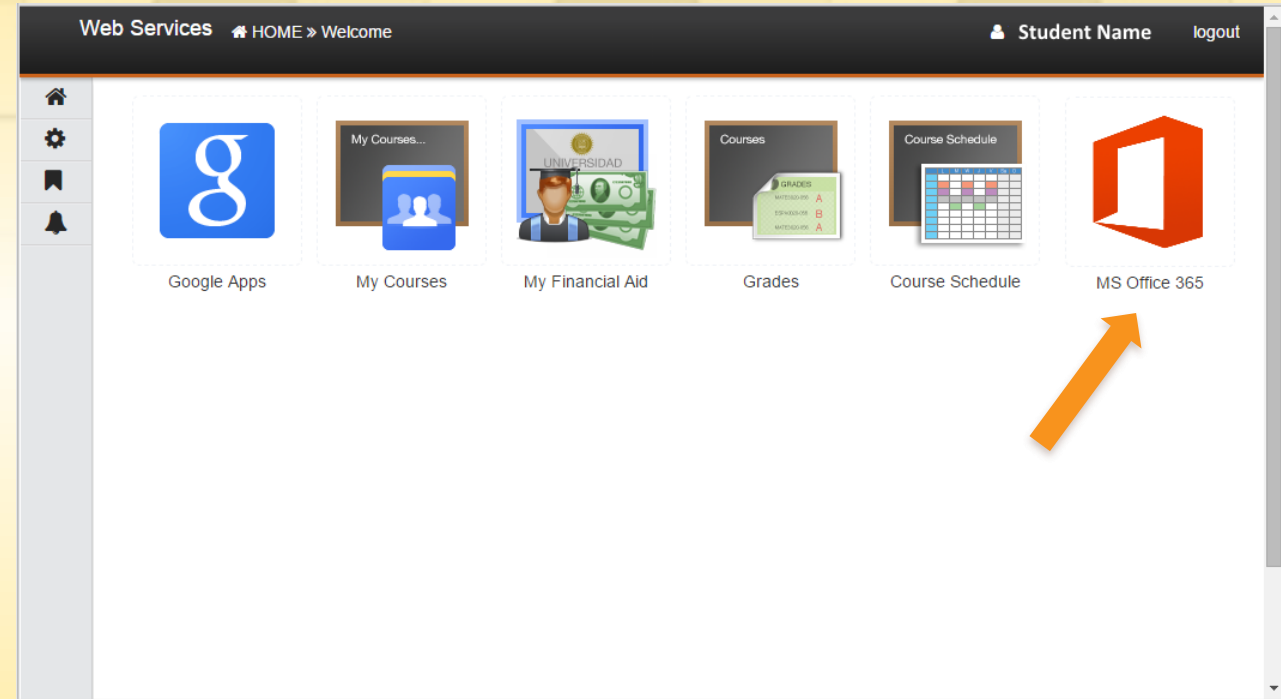 Web Services HOME » Welcome Student Name logout
My Courses...
UNIVERSIDAD
Courses
GRADES
A
B
A
Course Schedule
Google Apps My Courses My Financial Aid Grades Course Schedule MS Office 365